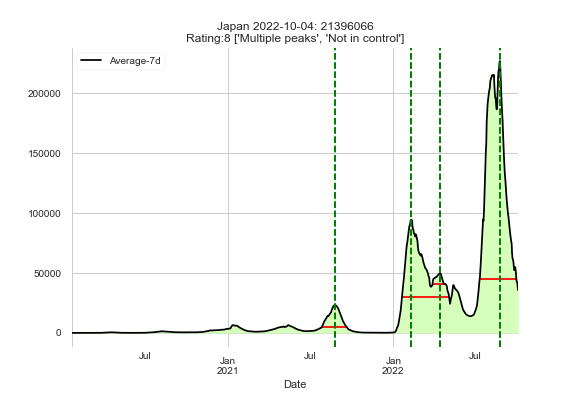 Japan 2022-10-04: 21396066
Rating:8 ['Multiple peaks', 'Not in control']
Average-7d
200000
150000
100000
50000
0
Jul
Jan
2021
Jul
Jan
2022
Jul
Date